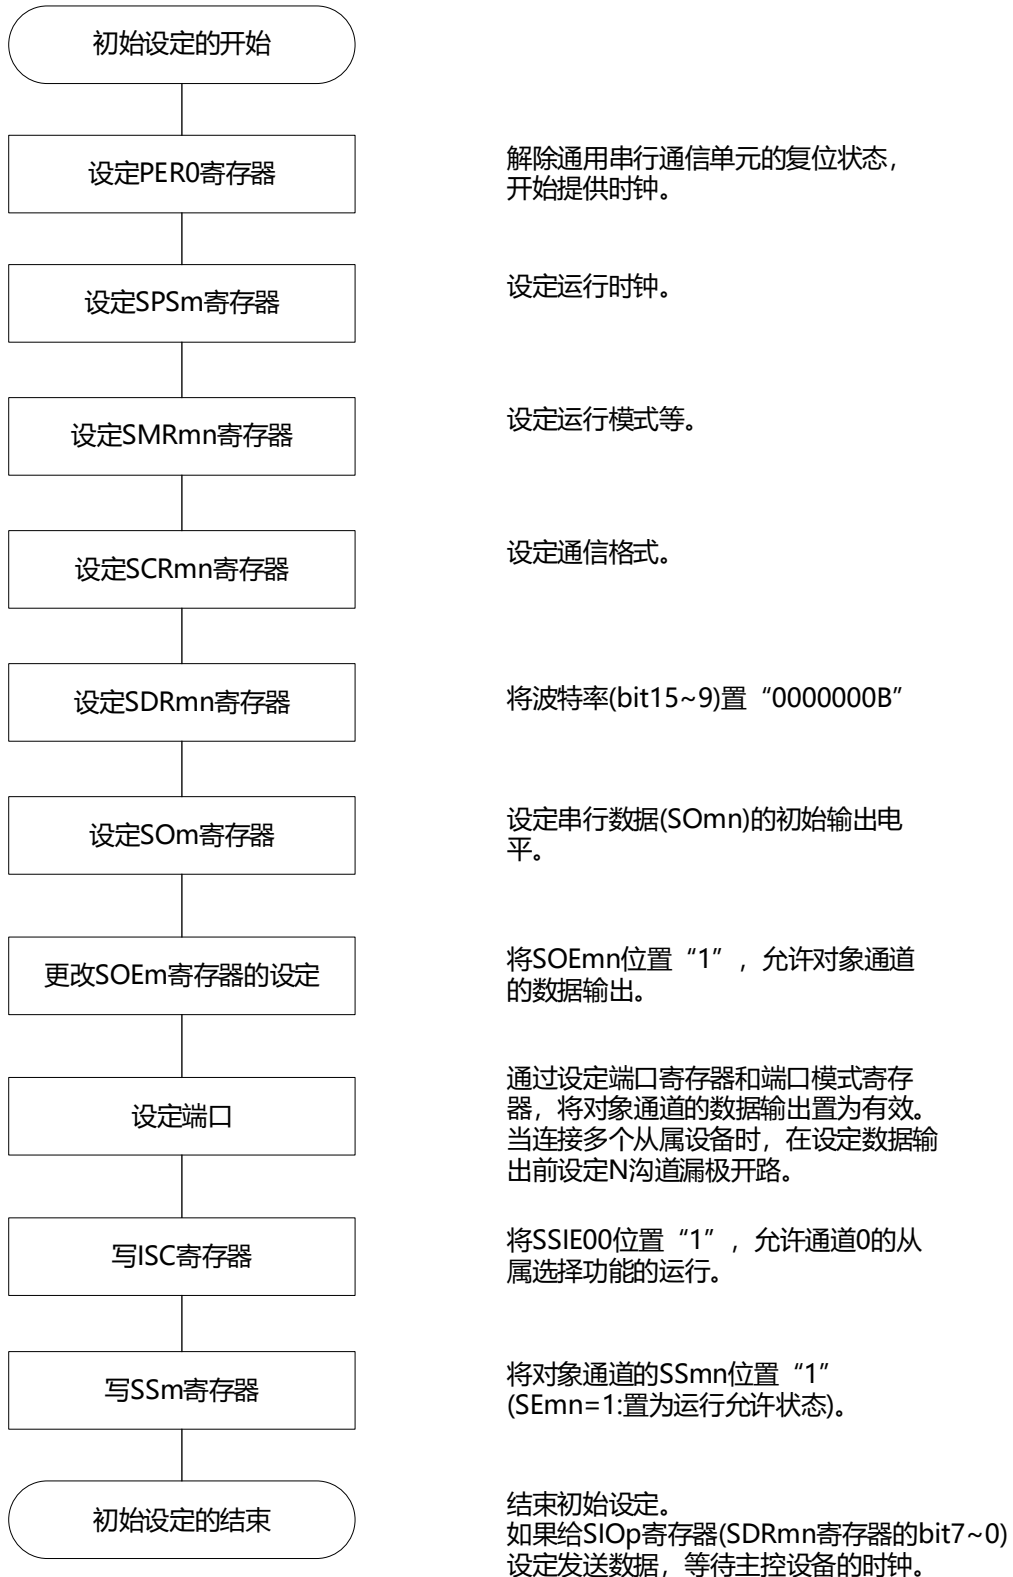 初始设定的开始
设定PER0寄存器
解除通用串行通信单元的复位状态，
开始提供时钟。
设定SPSm寄存器
设定运行时钟。
设定SMRmn寄存器
设定运行模式等。
设定SCRmn寄存器
设定通信格式。
设定SDRmn寄存器
将波特率(bit15~9)置“0000000B”
设定SOm寄存器
设定串行数据(SOmn)的初始输出电
平。
更改SOEm寄存器的设定
将SOEmn位置“1”，允许对象通道
的数据输出。
设定端口
通过设定端口寄存器和端口模式寄存
器，将对象通道的数据输出置为有效。
当连接多个从属设备时，在设定数据输
出前设定N沟道漏极开路。
写ISC寄存器
将SSIE00位置“1”，允许通道0的从
属选择功能的运行。
写SSm寄存器
将对象通道的SSmn位置“1”
(SEmn=1:置为运行允许状态)。
初始设定的结束
结束初始设定。
如果给SIOp寄存器(SDRmn寄存器的bit7~0)
设定发送数据，等待主控设备的时钟。